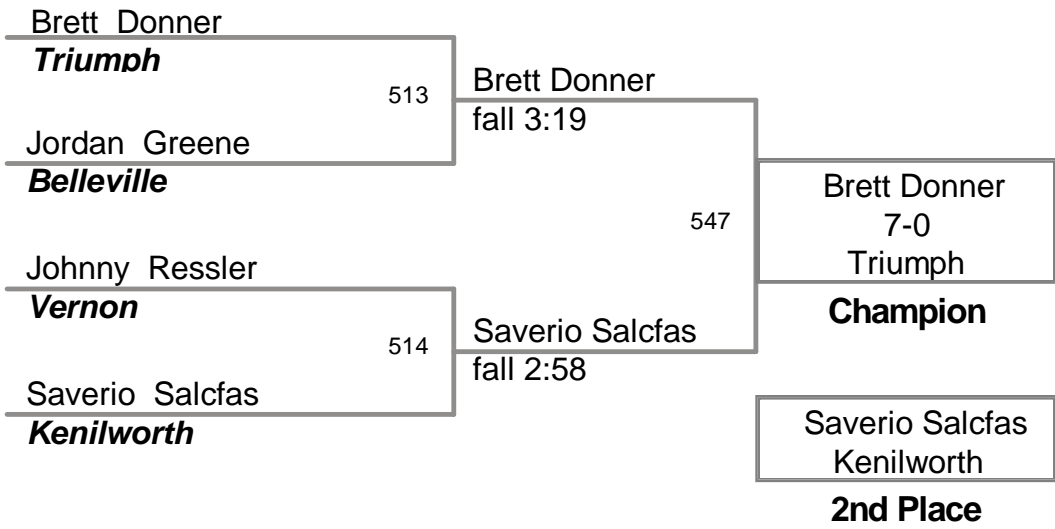 Brett Donner
Triumph
513
Jordan Greene
Belleville
Brett Donner
fall 3:19
Johnny Ressler
Vernon
514
Saverio Salcfas
Kenilworth
Saverio Salcfas
fall 2:58
547
Brett Donner
7-0
Triumph
Champion
Saverio Salcfas
Kenilworth
2nd Place